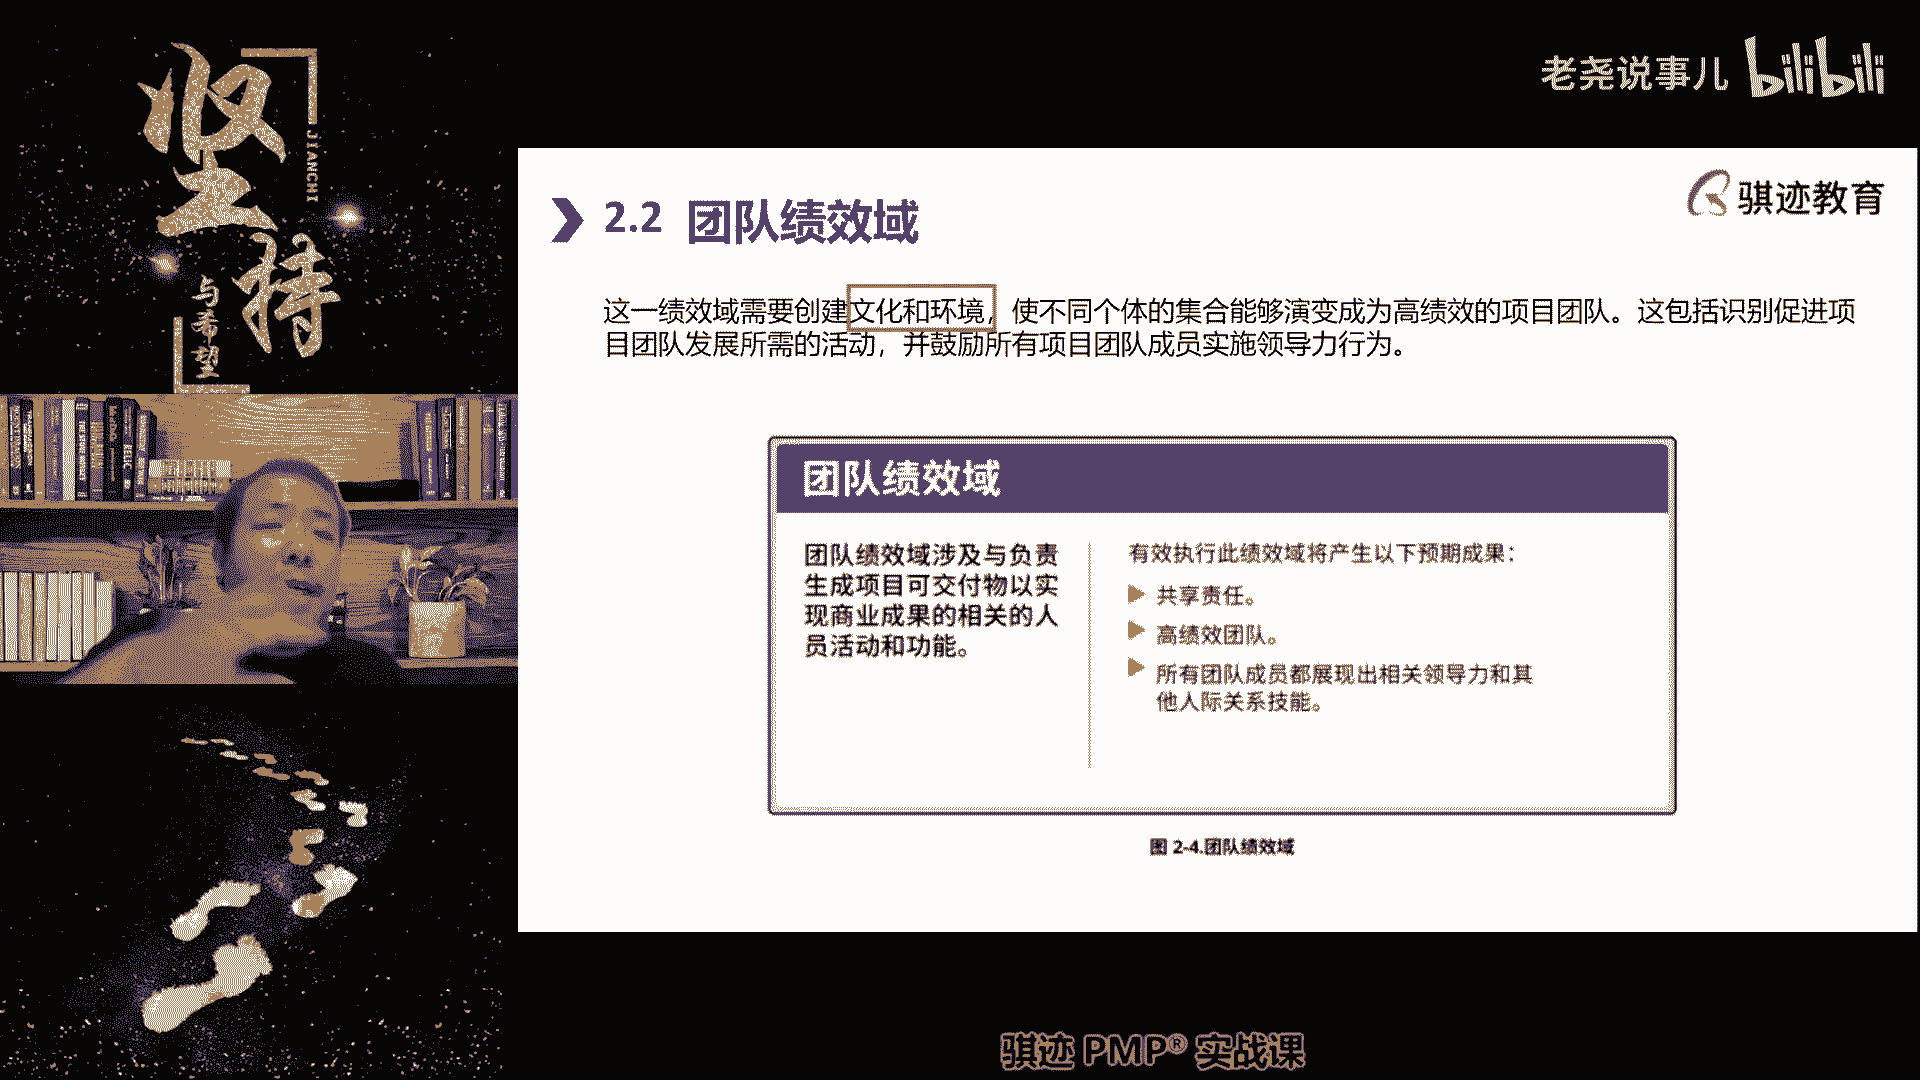 坚持
JIANCHI
与希望
老尧说事儿 bilibili
骐迹教育
2.2 团队绩效域
这一绩效域需要创建文化和环境，使不同个体的集合能够演变成为高绩效的项目团队。这包括识别促进项
目团队发展所需的活动，并鼓励所有项目团队成员实施领导力行为。
团队绩效域
团队绩效域涉及与负责
生成项目可交付物以实
现商业成果的相关的人
员活动和功能。
有效执行此绩效域将产生以下预期成果：
共享责任。
高绩效团队。
所有团队成员都展现出相关领导力和其
他人际关系技能。
图 2-4.团队绩效域
骐迹 PMP® 实战课